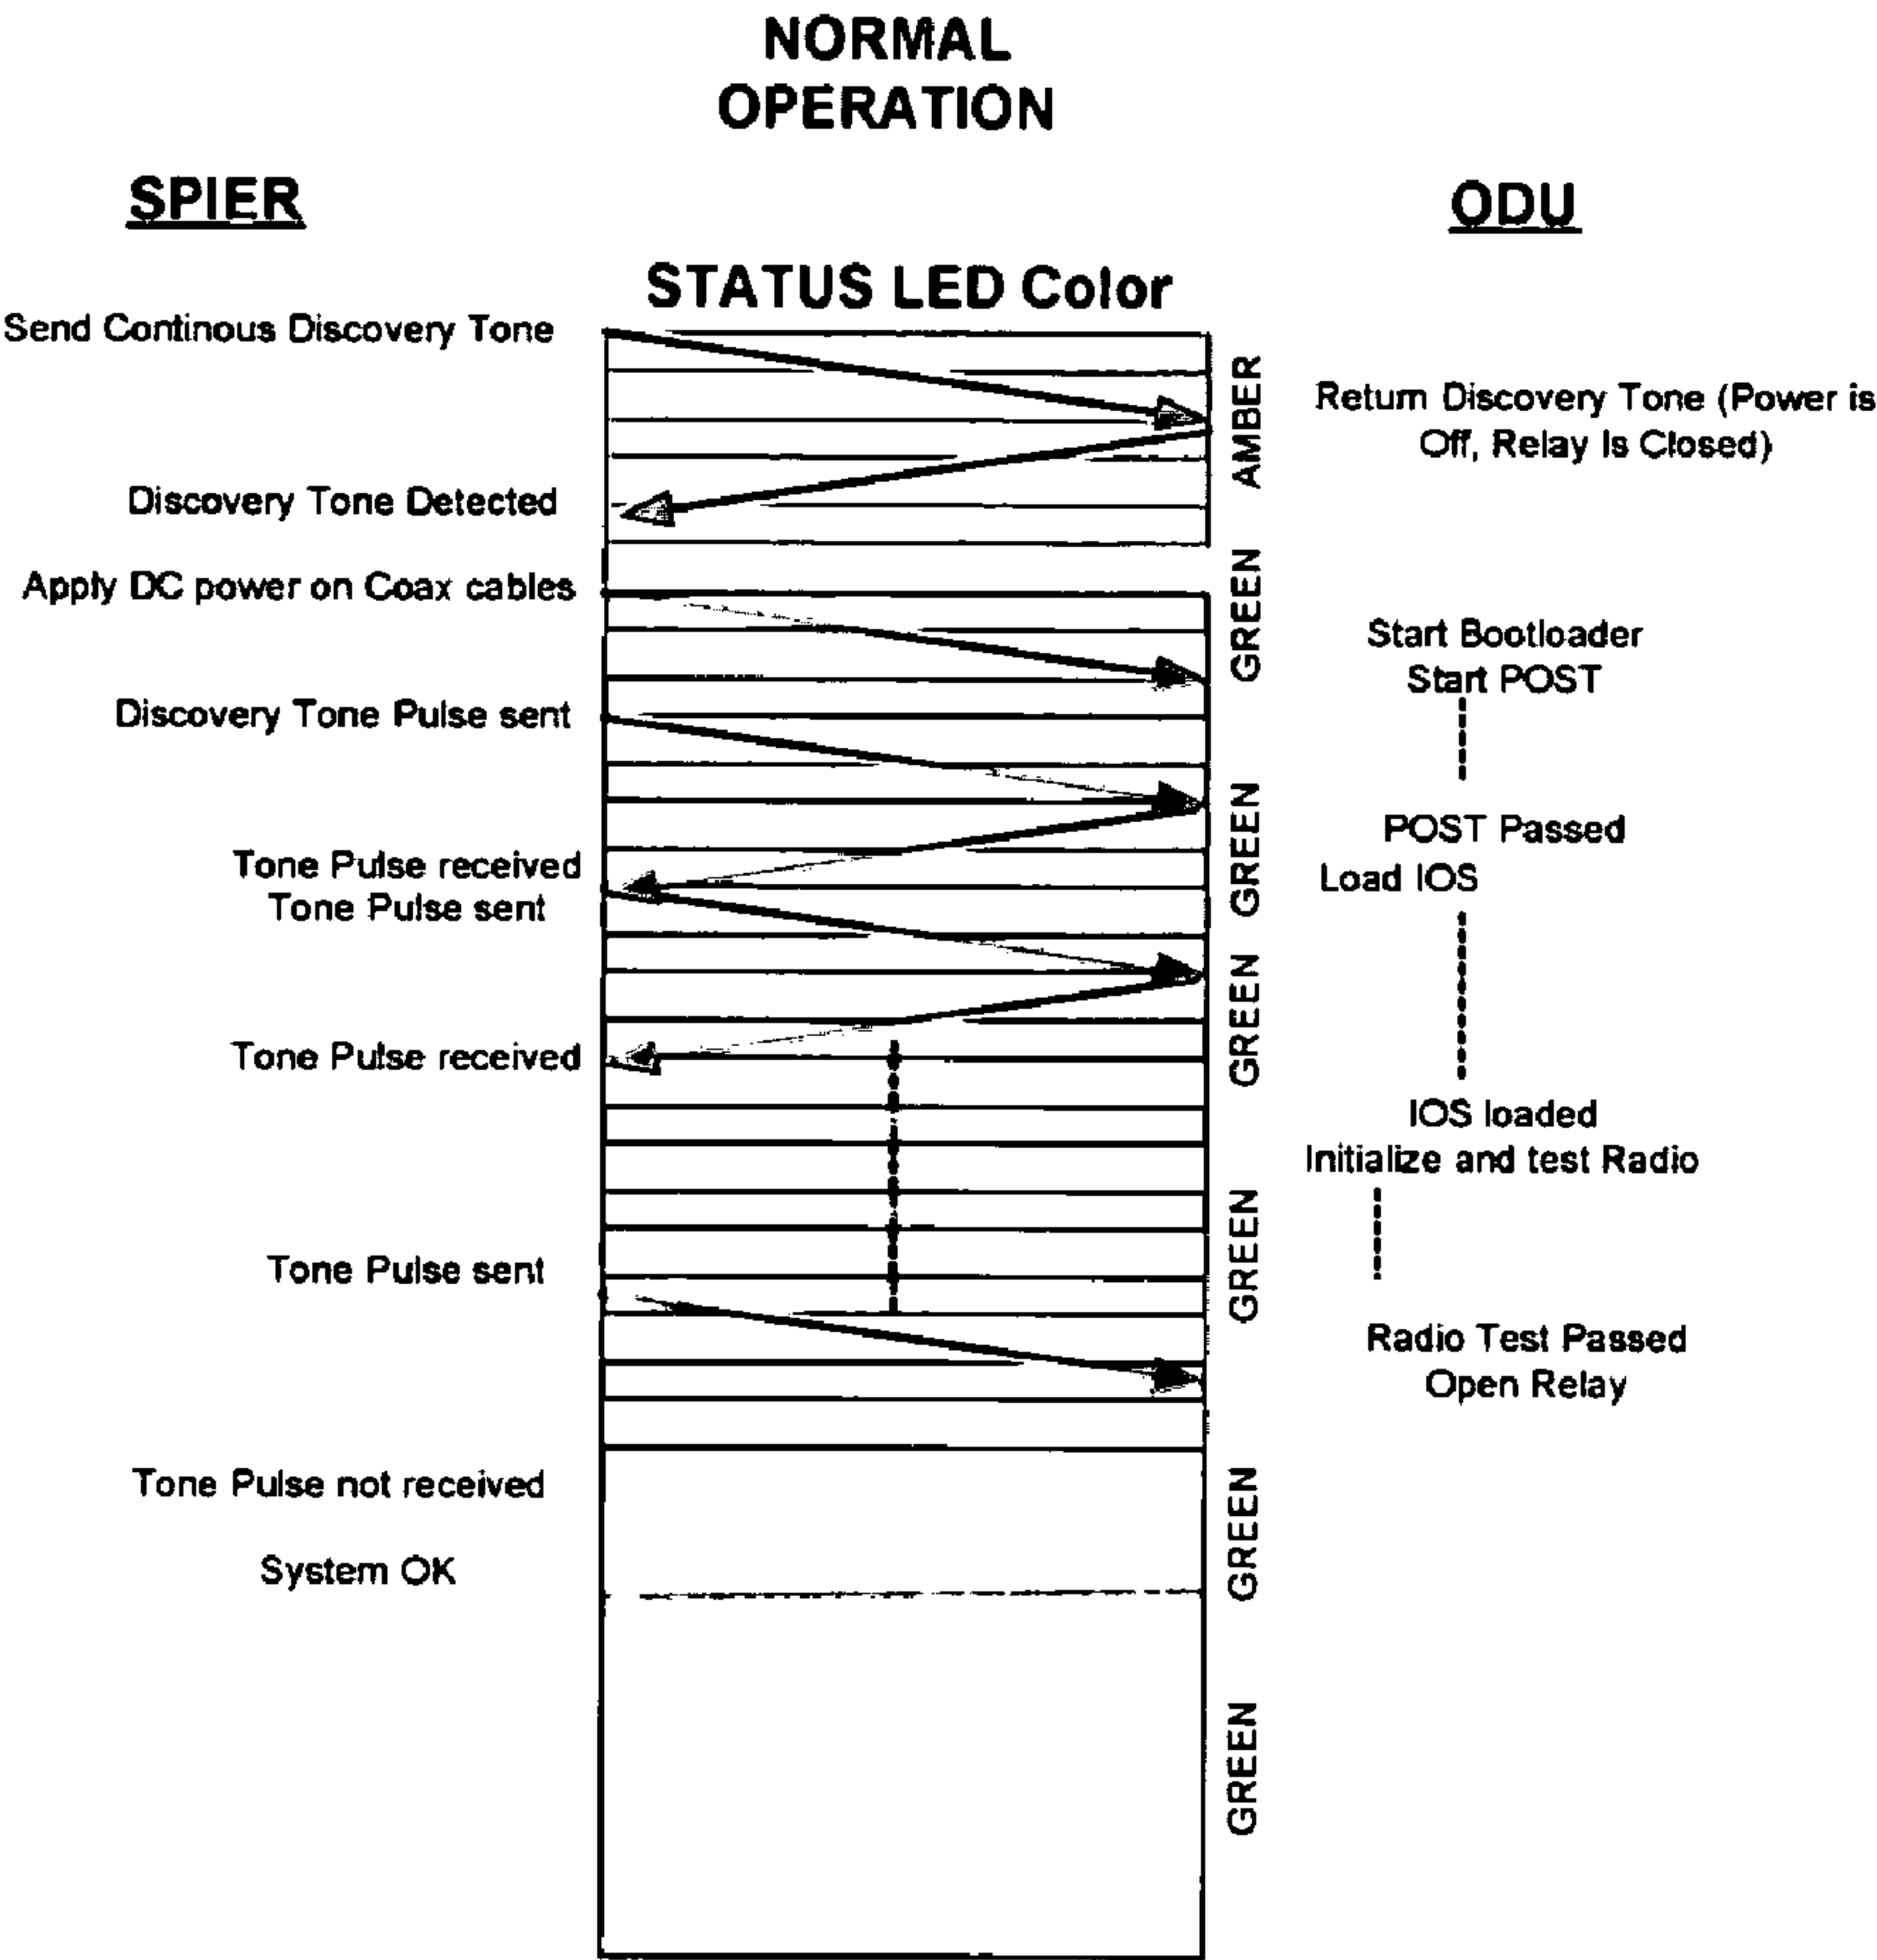 NORMAL
OPERATION
SPIER
ODU
STATUS LED Color
Send Continous Discovery Tone
AMBER
Return Discovery Tone (Power is
Off, Relay Is Closed)
Discovery Tone Detected
Apply DC power on Coax cables
GREEN
Start Bootloader
Start POST
Discovery Tone Pulse sent
GREEN
POST Passed
Load IOS
Tone Pulse received
Tone Pulse sent
GREEN
Tone Pulse received
IOS loaded
Initialize and test Radio
GREEN
Tone Pulse sent
Radio Test Passed
Open Relay
Tone Pulse not received
GREEN
System OK
GREEN